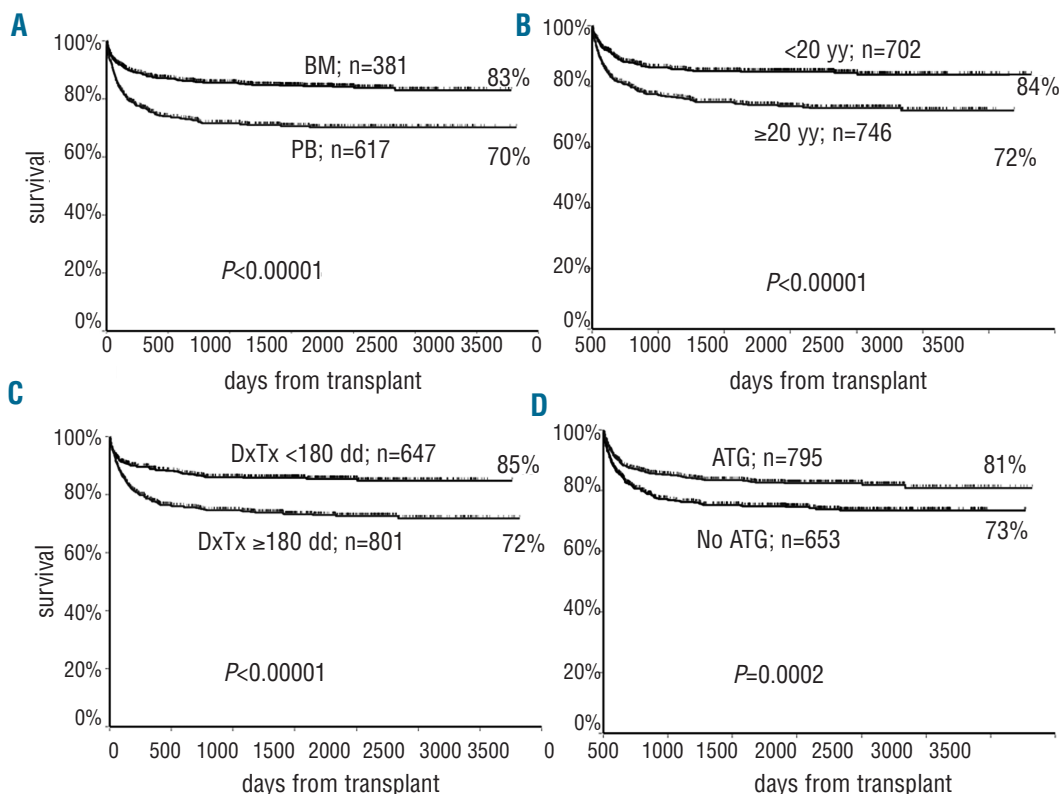 A
100%
80%
60%
40%
20%
0%
survival
BM; n=381
83%
PB; n=617
70%
P<0.00001
0 500 1000 1500 2000 2500 3000 3500 0
days from transplant
B
100%
80%
60%
40%
20%
0%
<20 yy; n=702
84%
≥20 yy; n=746
72%
P<0.00001
500 1000 1500 2000 2500 3000 3500
days from transplant
C
100%
80%
60%
40%
20%
0%
survival
DxTx <180 dd; n=647
85%
DxTx ≥180 dd; n=801
72%
P<0.00001
0 500 1000 1500 2000 2500 3000 3500 0
days from transplant
D
100%
80%
60%
40%
20%
0%
ATG; n=795
81%
No ATG; n=653
73%
P=0.0002
500 1000 1500 2000 2500 3000 3500
days from transplant